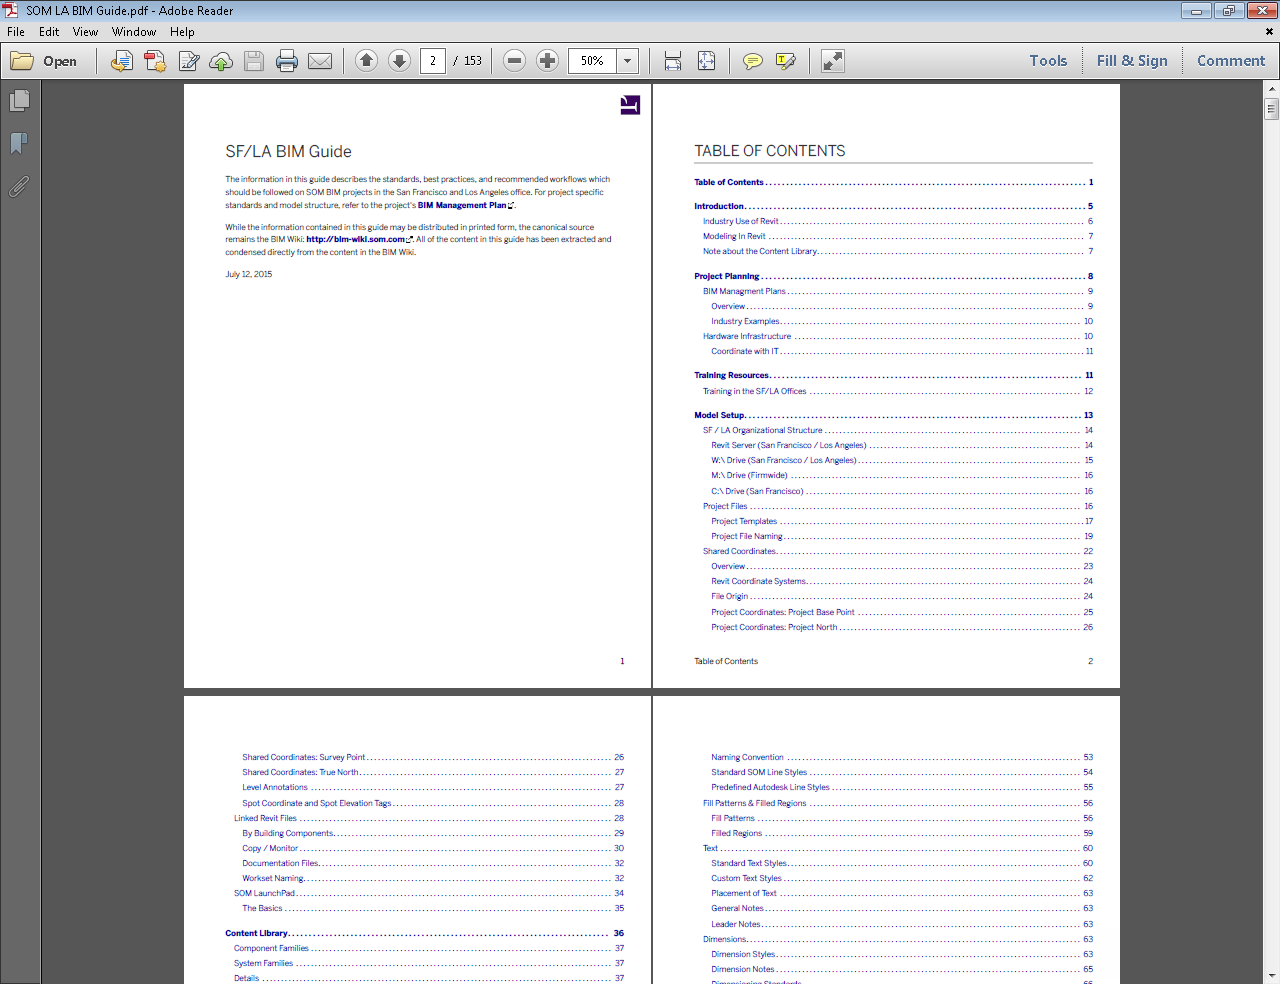 SOM LA BIM Guide.pdf - Adobe Reader
File Edit View Window Help
Open 2 / 153 50% Tools Fill & Sign Comment
SF/LA BIM Guide
The information in this guide describes the standards, best practices, and recommended workflows which
should be followed on SOM BIM projects in the San Francisco and Los Angeles office. For project specific
standards and model structure, refer to the project's BIM Management Plan.
While the information contained in this guide may be distributed in printed form, the canonical source
remains the BIM Wiki: http://bim-wiki.som.com. All of the content in this guide has been extracted and
condensed directly from the content in the BIM Wiki.
July 12, 2015
1
TABLE OF CONTENTS
Table of Contents 1
Introduction 5
Industry Use of Revit 6
Modeling In Revit 7
Note about the Content Library 7
Project Planning 8
BIM Managment Plans 9
Overview 9
Industry Examples 10
Hardware Infrastructure 10
Coordinate with IT 11
Training Resources 11
Training in the SF/LA Offices 12
Model Setup 13
SF / LA Organizational Structure 14
Revit Server (San Francisco / Los Angeles) 14
W:\ Drive (San Francisco / Los Angeles) 15
M:\ Drive (Firmwide) 16
C:\ Drive (San Francisco) 16
Project Files 16
Project Templates 17
Project File Naming 19
Shared Coordinates 22
Overview 23
Revit Coordinate Systems 24
File Origin 24
Project Coordinates: Project Base Point 25
Project Coordinates: Project North 26
Table of Contents 2
Shared Coordinates: Survey Point 26
Shared Coordinates: True North 27
Level Annotations 27
Spot Coordinate and Spot Elevation Tags 28
Linked Revit Files 28
By Building Components 29
Copy / Monitor 30
Documentation Files 32
Workset Naming 32
SOM LaunchPad 34
The Basics 35
Content Library 36
Component Families 37
System Families 37
Details 37
Naming Convention 53
Standard SOM Line Styles 54
Predefined Autodesk Line Styles 55
Fill Patterns & Filled Regions 56
Fill Patterns 56
Filled Regions 59
Text 60
Standard Text Styles 60
Custom Text Styles 62
Placement of Text 63
General Notes 63
Leader Notes 63
Dimensions 63
Dimension Styles 63
Dimension Notes 65
Dimensioning Standards 66